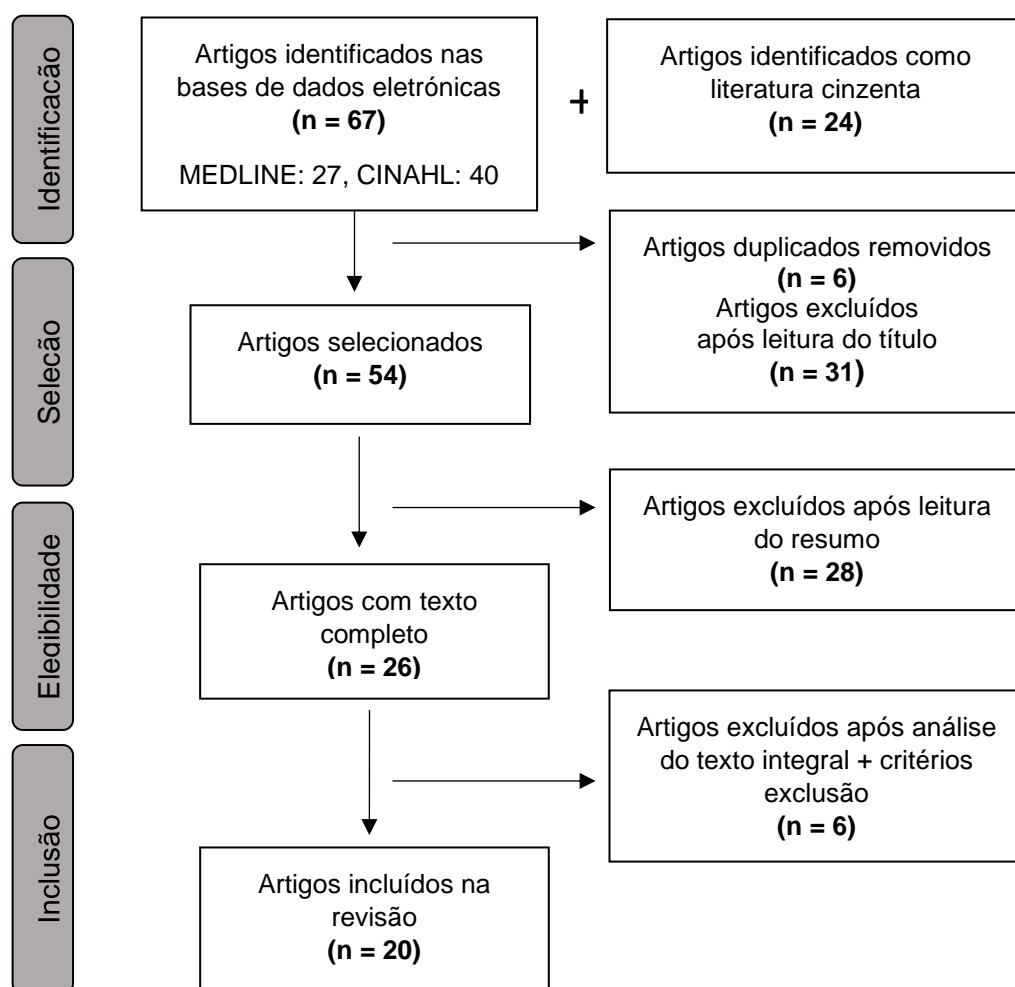 Identificação
Artigos identificados nas
bases de dados eletrónicas
(n = 67)
MEDLINE: 27, CINAHL: 40
+
Artigos identificados como
literatura cinzenta
(n = 24)
Artigos duplicados removidos
(n = 6)
Artigos excluídos
após leitura do título
(n = 31)
Seleção
Artigos selecionados
(n = 54)
Artigos excluídos após leitura
do resumo
(n = 28)
Elegibilidade
Artigos com texto
completo
(n = 26)
Artigos excluídos após análise
do texto integral + critérios
exclusão
(n = 6)
Inclusão
Artigos incluídos na
revisão
(n = 20)